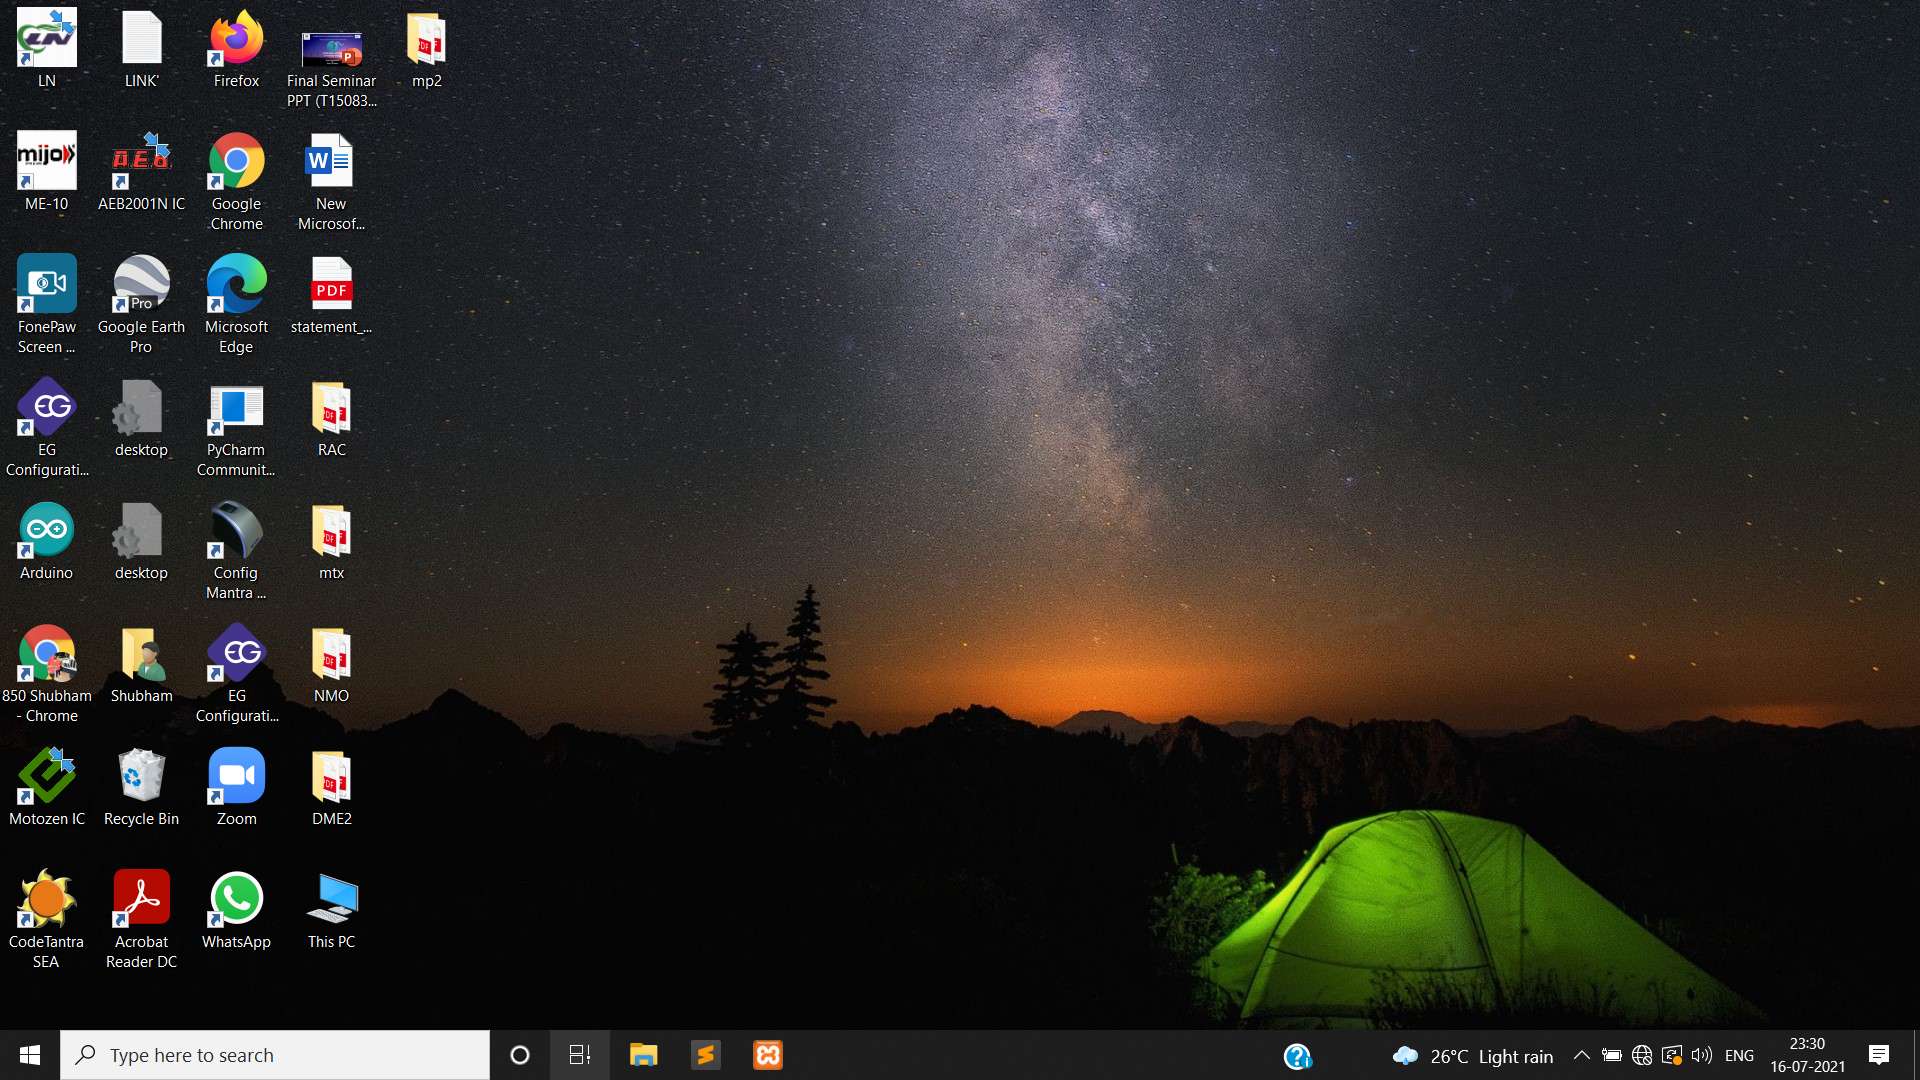 LN
LINK'
Firefox
Final Seminar
PPT (T15083...
mp2
mijo
ME-10
AEB2001N IC
Google
Chrome
New
Microsof...
FonePaw
Screen ...
Pro
Google Earth
Pro
Microsoft
Edge
PDF
statement_...
EG
EG
Configurati...
desktop
PyCharm
Communit...
RAC
Arduino
desktop
Config
Mantra ...
mtx
850 Shubham
- Chrome
Shubham
EG
EG
Configurati...
NMO
Motozen IC
Recycle Bin
Zoom
DME2
CodeTantra
SEA
Acrobat
Reader DC
WhatsApp
This PC
Type here to search
26°C Light rain
ENG
23:30
16-07-2021